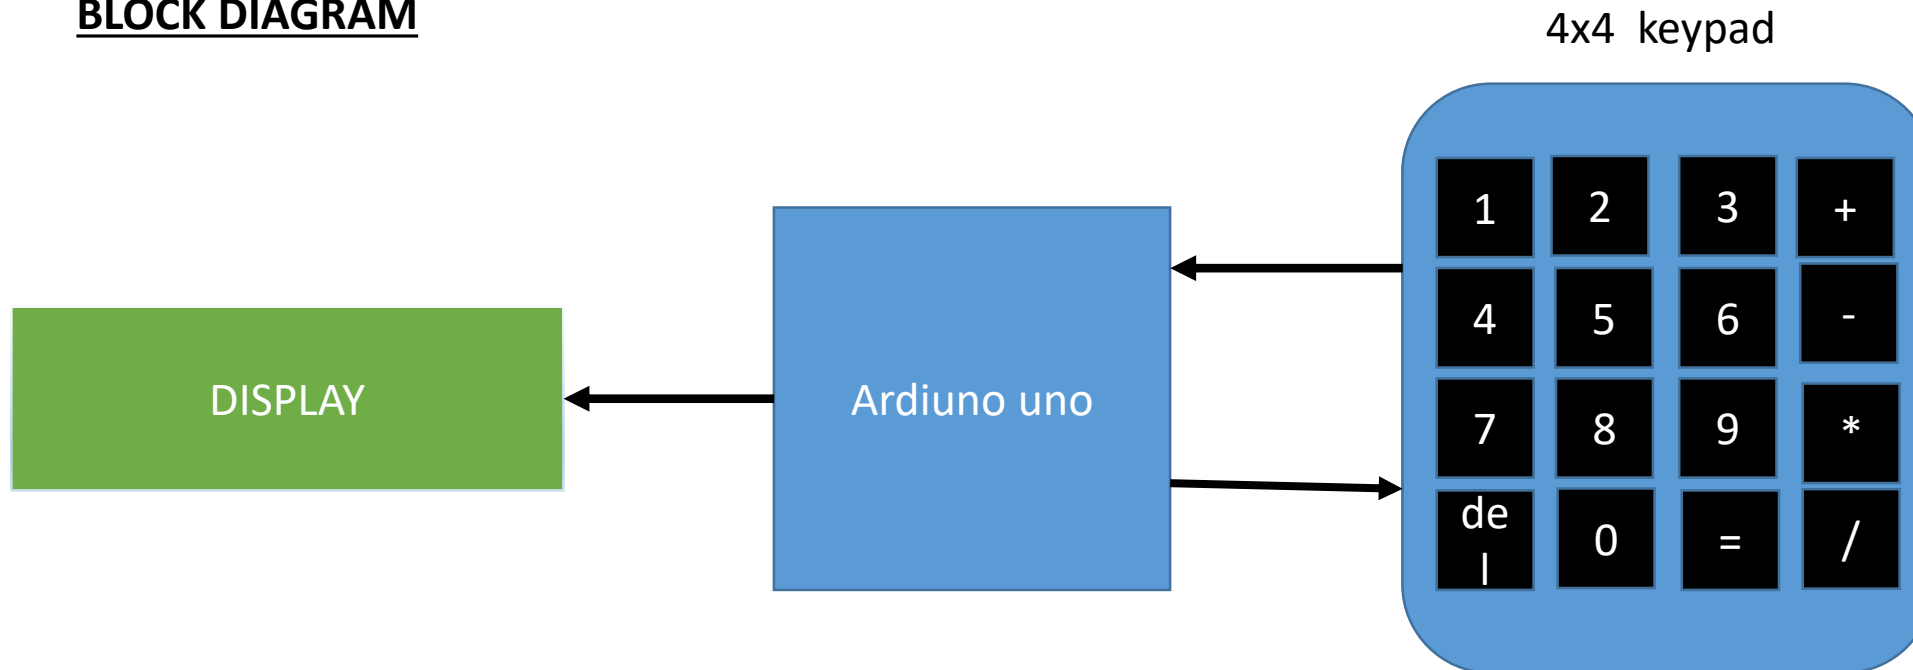 BLOCK DIAGRAM
4x4 keypad
1 2 3 +
4 5 6 -
DISPLAY
Ardiuno uno
7 8 9 *
de
l
0 = /